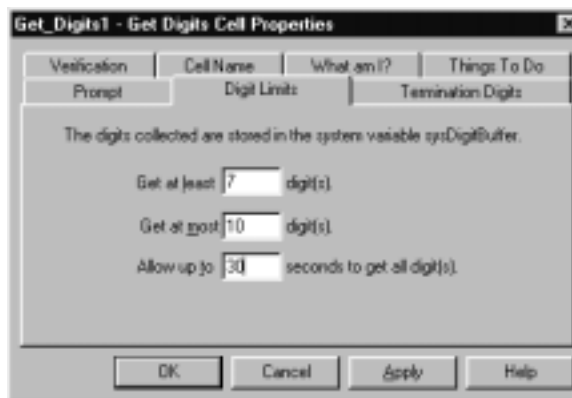 Get_Digits1 - Get Digits Cell Properties
Verification Cell Name What am I? Things To Do
Prompt Digit Limits Termination Digits
The digits collected are stored in the system variable sysDigitBuffer.
Get at least 7 digit(s).
Get at most 10 digit(s).
Allow up to 30 seconds to get all digit(s).
OK Cancel Apply Help